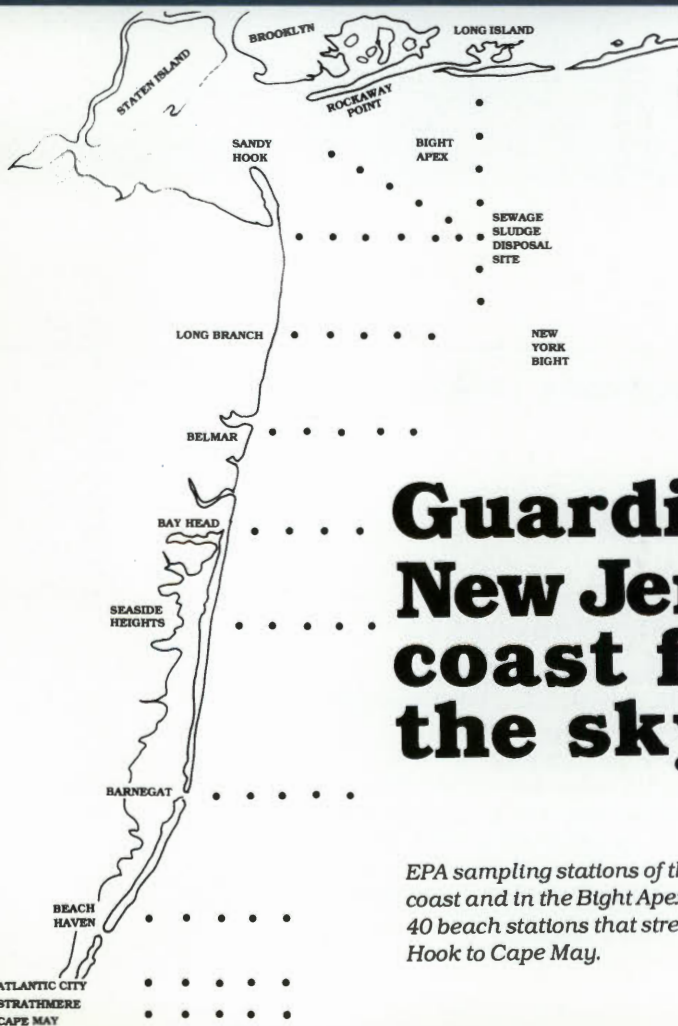 BROOKLYN
LONG ISLAND
STATEN ISLAND
ROCKAWAY
POINT
SANDY
HOOK
BIGHT
APEX
SEWAGE
SLUDGE
DISPOSAL
SITE
LONG BRANCH
NEW
YORK
BIGHT
BELMAR
BAY HEAD
SEASIDE
HEIGHTS
BARNEGAT
BEACH
HAVEN
ATLANTIC CITY
STRATHMERE
CAPE MAY
Guardi
New Je
coast f
the sky
EPA sampling stations of t
coast and in the Bight Ape
40 beach stations that stre
Hook to Cape May.